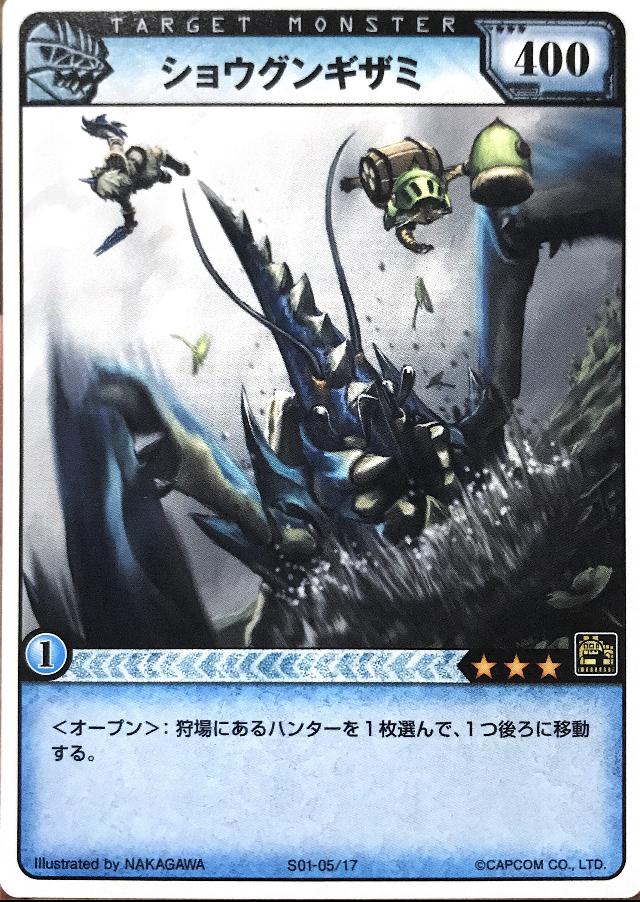 TARGET MONSTER
ショウグンギザミ
400
1
<オープン>：狩場にあるハンターを1枚選んで、1つ後ろに移動
する。
Illustrated by NAKAGAWA S01-05/17 ©CAPCOM CO., LTD.